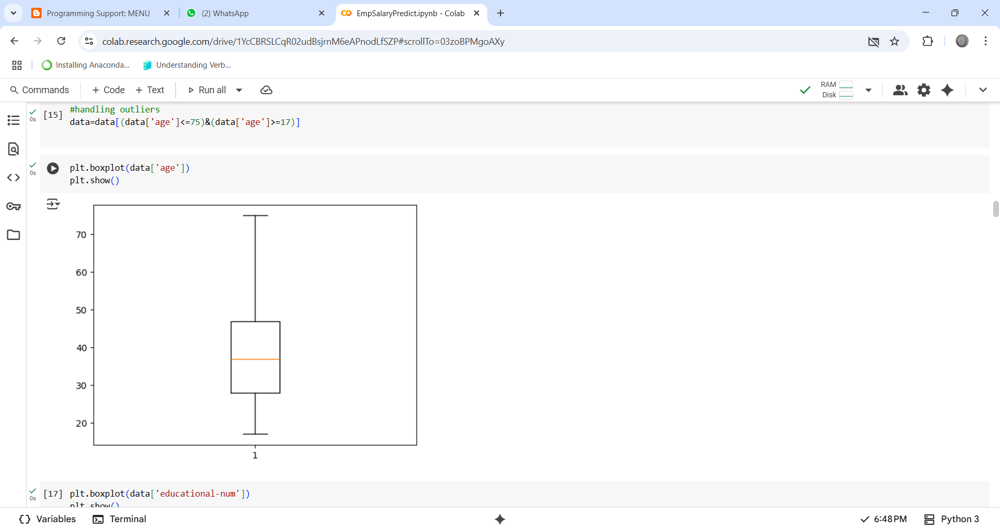 Programming Support: MENU
(2) WhatsApp
EmpSalaryPredict.ipynb - Colab
colab.research.google.com/drive/1YcCBRSLCqR02udBsjrnM6eAPnodLfSZP#scrollTo=03zoBPMgoAXy
Installing Anaconda...
Understanding Verb...
Commands
+ Code
+ Text
Run all
RAM
Disk
[15]
0s
#handling outliers
data=data[(data['age']<=75)&(data['age']>=17)]
0s
plt.boxplot(data['age'])
plt.show()
70
60
50
40
30
20
1
0s
[17]
plt.boxplot(data['educational-num'])
plt.show()
Variables
Terminal
6:48 PM
Python 3